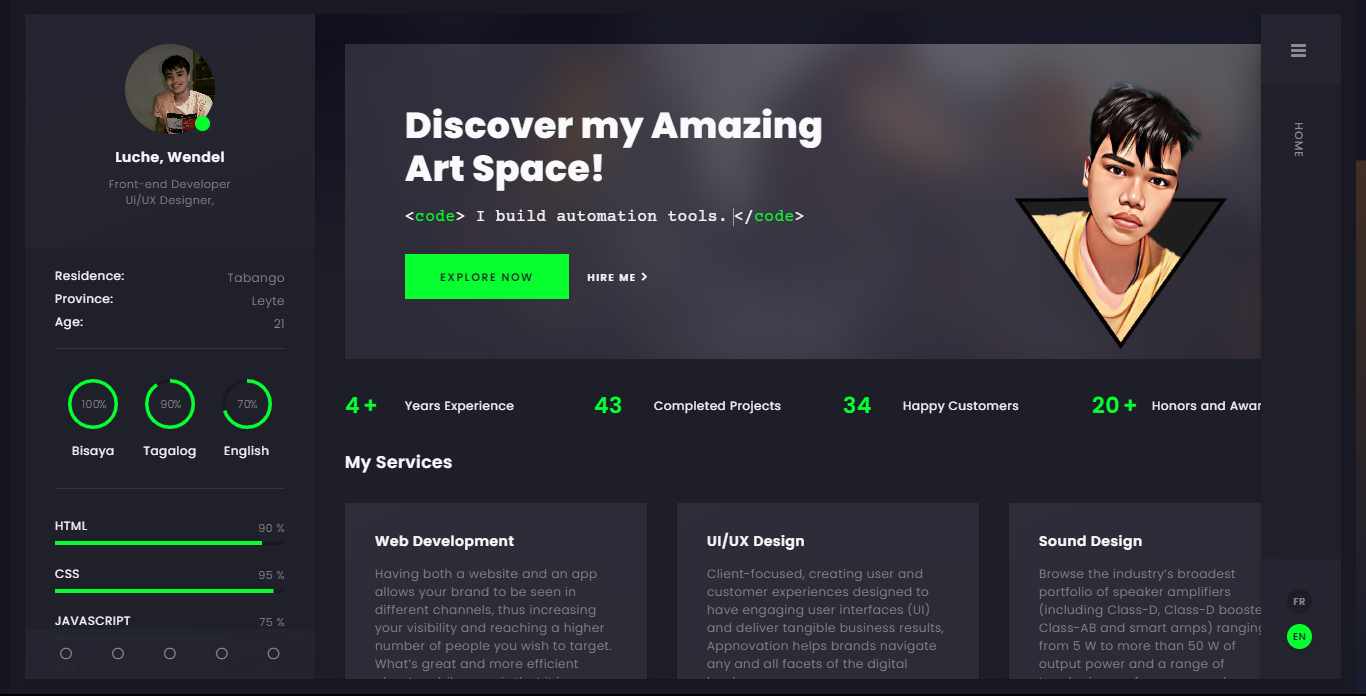 Luche, Wendel
Front-end Developer
Ui/UX Designer,
Residence: Tabango
Province: Leyte
Age: 21
100% 90% 70%
Bisaya Tagalog English
HTML 90 %
CSS 95 %
JAVASCRIPT 75 %
Discover my Amazing
Art Space!
<code> I build automation tools. </code>
EXPLORE NOW HIRE ME
4 + Years Experience 43 Completed Projects 34 Happy Customers 20 + Honors and Awar
My Services
Web Development
Having both a website and an app
allows your brand to be seen in
different channels, thus increasing
your visibility and reaching a higher
number of people you wish to target.
What's great and more efficient
UI/UX Design
Client-focused, creating user and
customer experiences designed to
have engaging user interfaces (UI)
and deliver tangible business results,
Appnovation helps brands navigate
any and all facets of the digital
Sound Design
Browse the industry's broadest
portfolio of speaker amplifiers
(including Class-D, Class-D booste
Class-AB and smart amps) ranging
from 5 W to more than 50 W of
output power and a range of
HOME
FR
EN